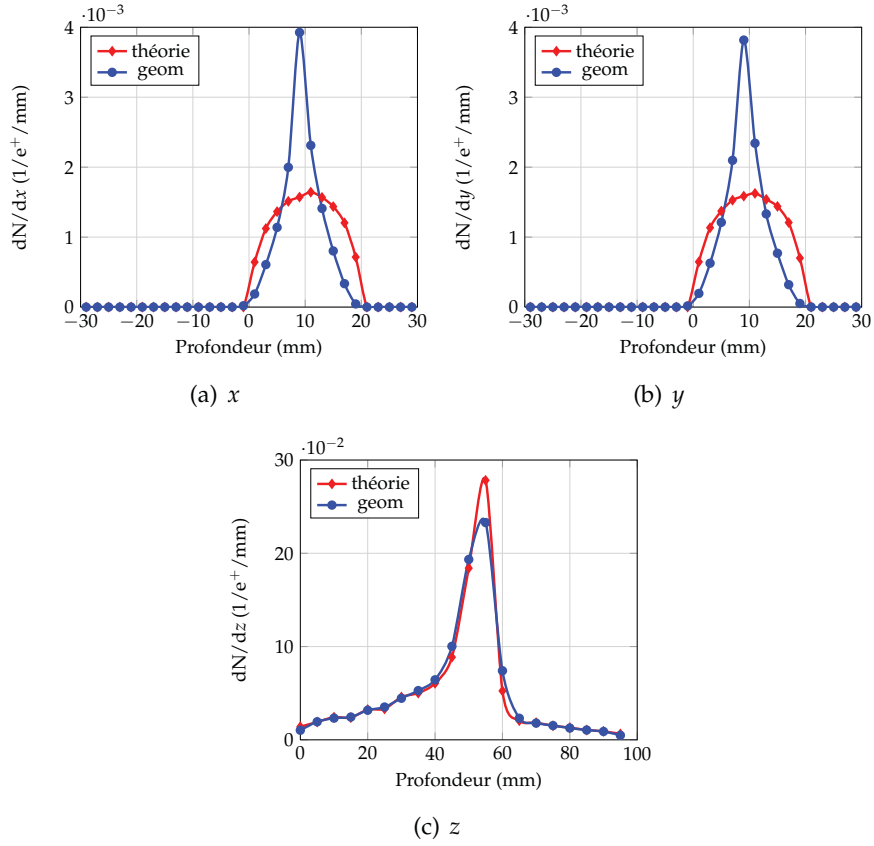 ·10⁻³
4
3
2
1
0
dN/dx (1/e⁺/mm)
théorie
geom
−30 −20 −10 0 10 20 30
Profondeur (mm)
(a) x
·10⁻³
4
3
2
1
0
dN/dy (1/e⁺/mm)
théorie
geom
−30 −20 −10 0 10 20 30
Profondeur (mm)
(b) y
·10⁻²
30
20
10
0
dN/dz (1/e⁺/mm)
théorie
geom
0 20 40 60 80 100
Profondeur (mm)
(c) z